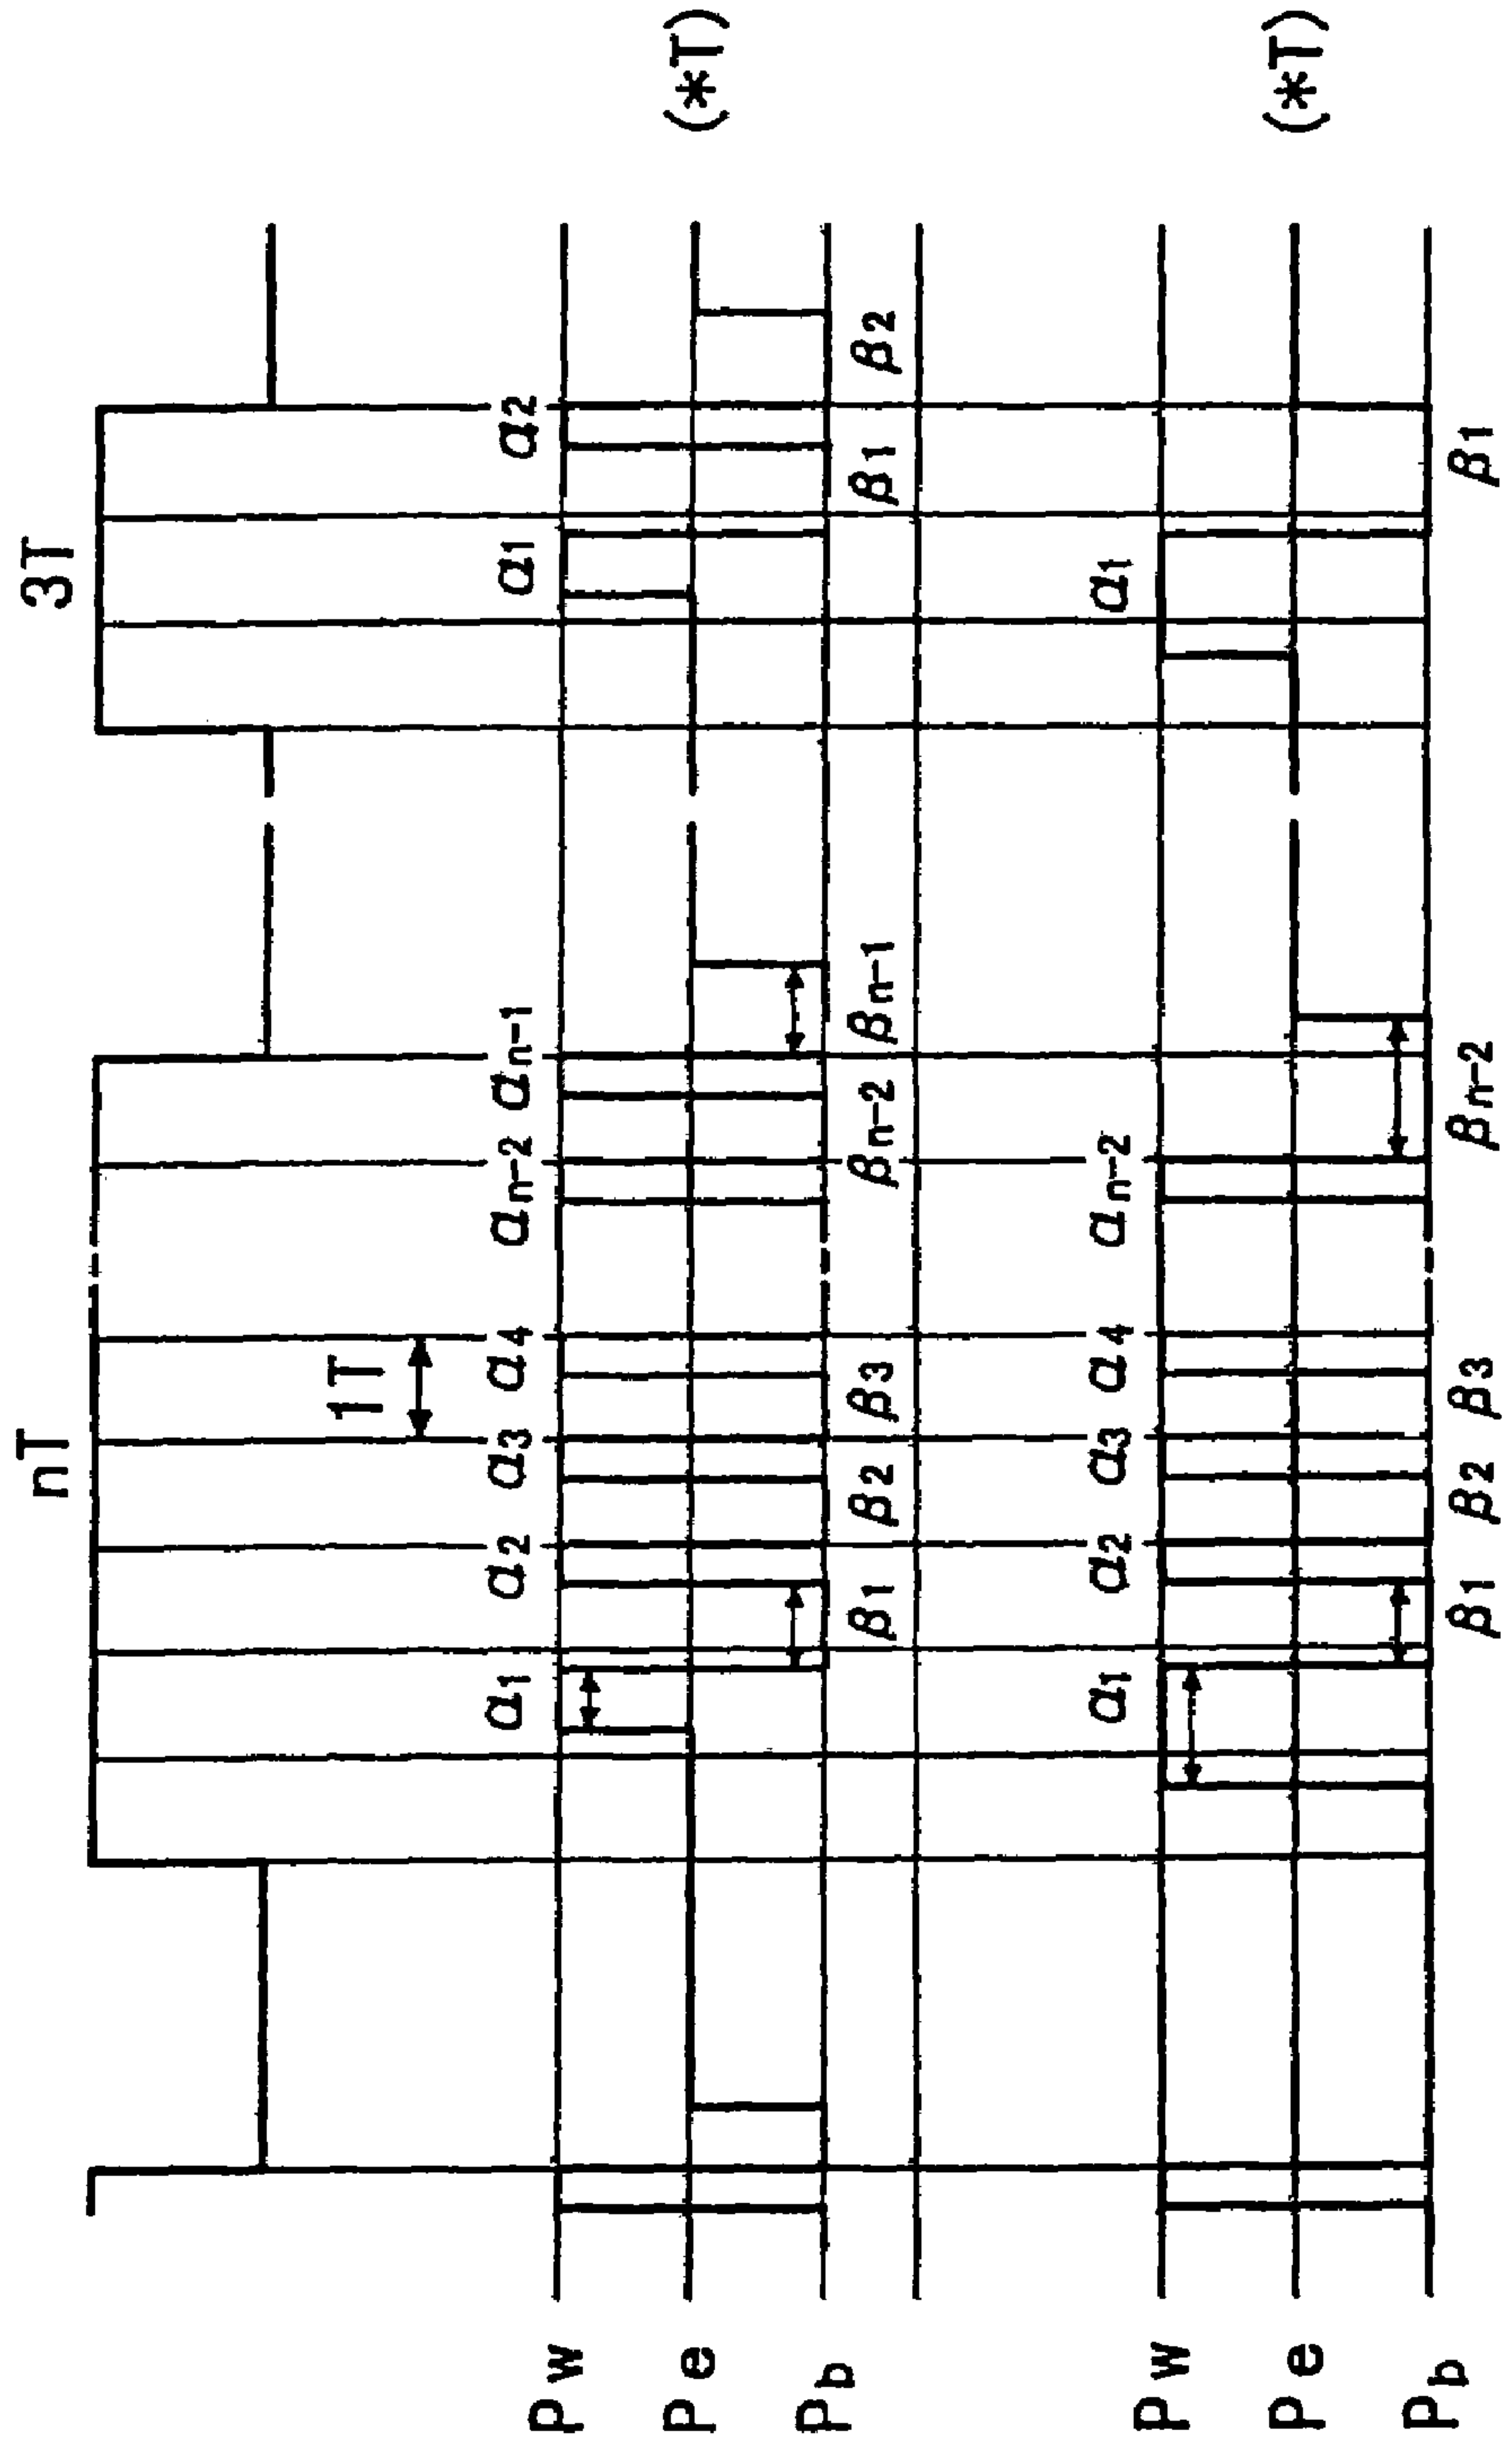 nT
3T
1T
α1
α2
α3
α4
αn-2
αn-1
α1
α2
Pw
Pe
(*T)
Pb
β1
β2
β3
βn-2
βn-1
β1
β2
α1
α2
α3
α4
αn-2
α1
Pw
Pe
(*T)
Pb
β1
β2
β3
βn-2
β1